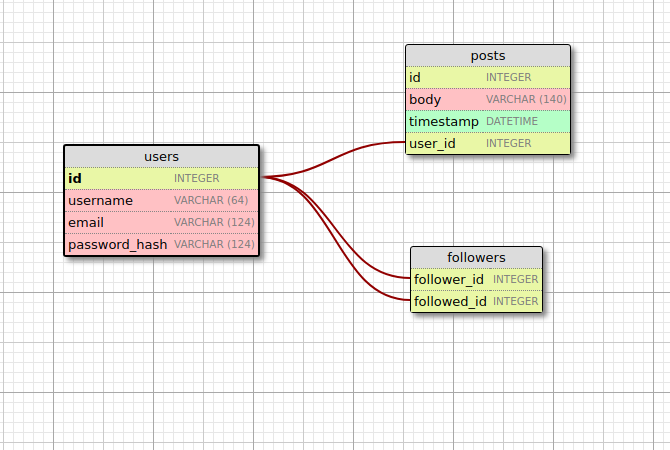 posts
id INTEGER
body VARCHAR (140)
timestamp DATETIME
user_id INTEGER
users
id INTEGER
username VARCHAR (64)
email VARCHAR (124)
password_hash VARCHAR (124)
followers
follower_id INTEGER
followed_id INTEGER